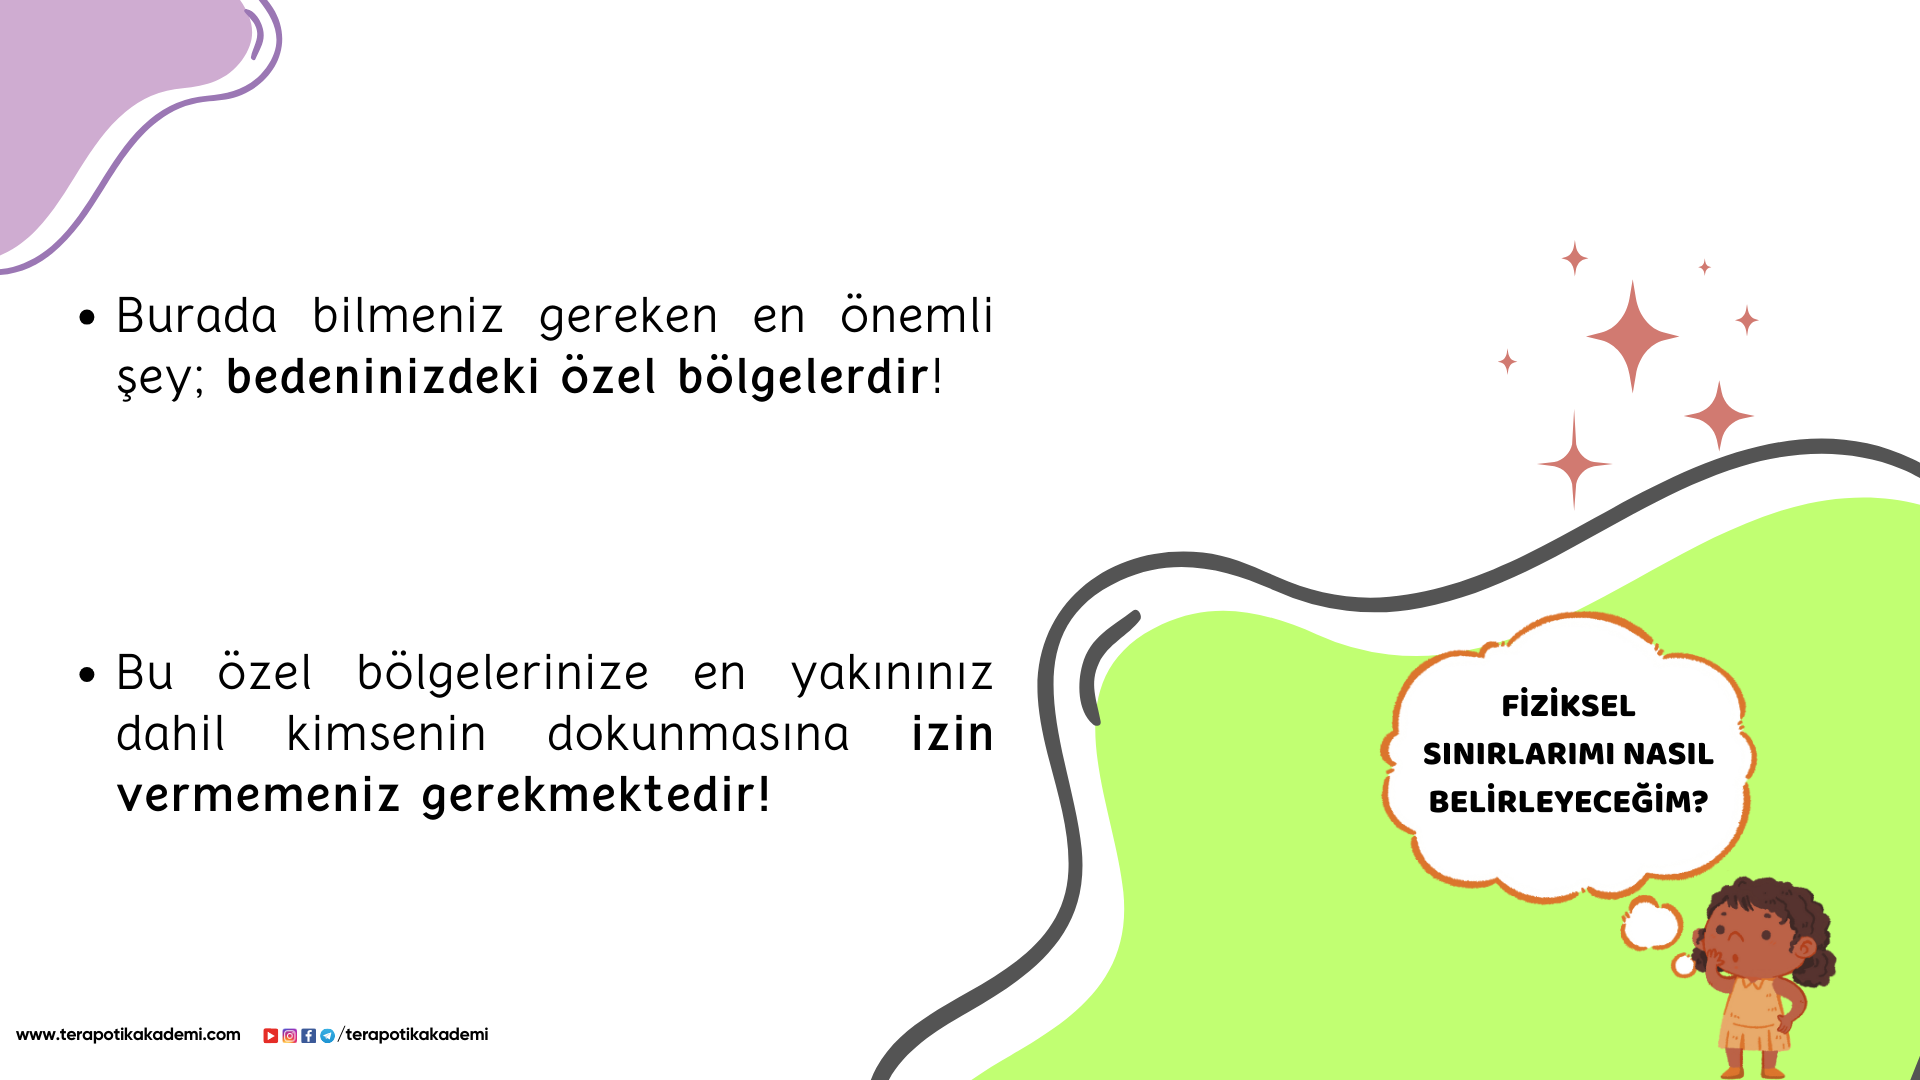 • Burada bilmeniz gereken en önemli
şey; bedeninizdeki özel bölgelerdir!
• Bu özel bölgelerinize en yakınınız
dahil kimsenin dokunmasına izin
vermemeniz gerekmektedir!
FİZİKSEL
SINIRLARIMI NASIL
BELİRLEYECEĞİM?
www.terapotikakademi.com /terapotikakademi